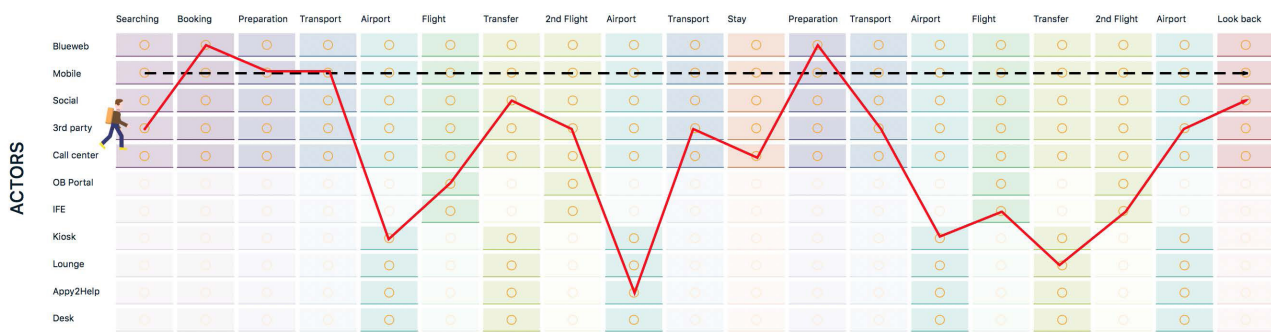 Searching Booking Preparation Transport Airport Flight Transfer 2nd Flight Airport Transport Stay Preparation Transport Airport Flight Transfer 2nd Flight Airport Look back
ACTORS
Blueweb
Mobile
Social
3rd party
Call center
OB Portal
IFE
Kiosk
Lounge
Appy2Help
Desk